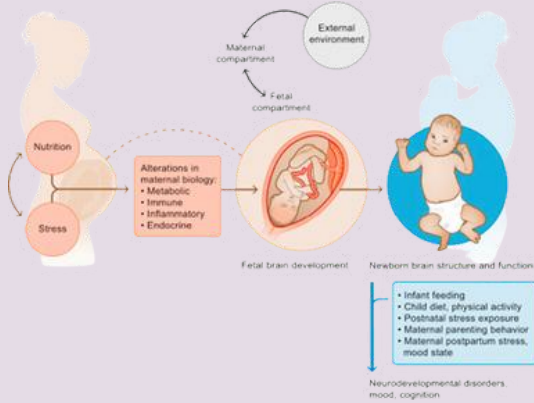 External
environment
Maternal
compartment
Fetal
compartment
Nutrition
Stress
Alterations in
maternal biology:
• Metabolic
• Immune
• Inflammatory
• Endocrine
Fetal brain development
Newborn brain structure and function
• Infant feeding
• Child diet, physical activity
• Postnatal stress exposure
• Maternal parenting behavior
• Maternal postpartum stress,
mood state
Neurodevelopmental disorders,
mood, cognition